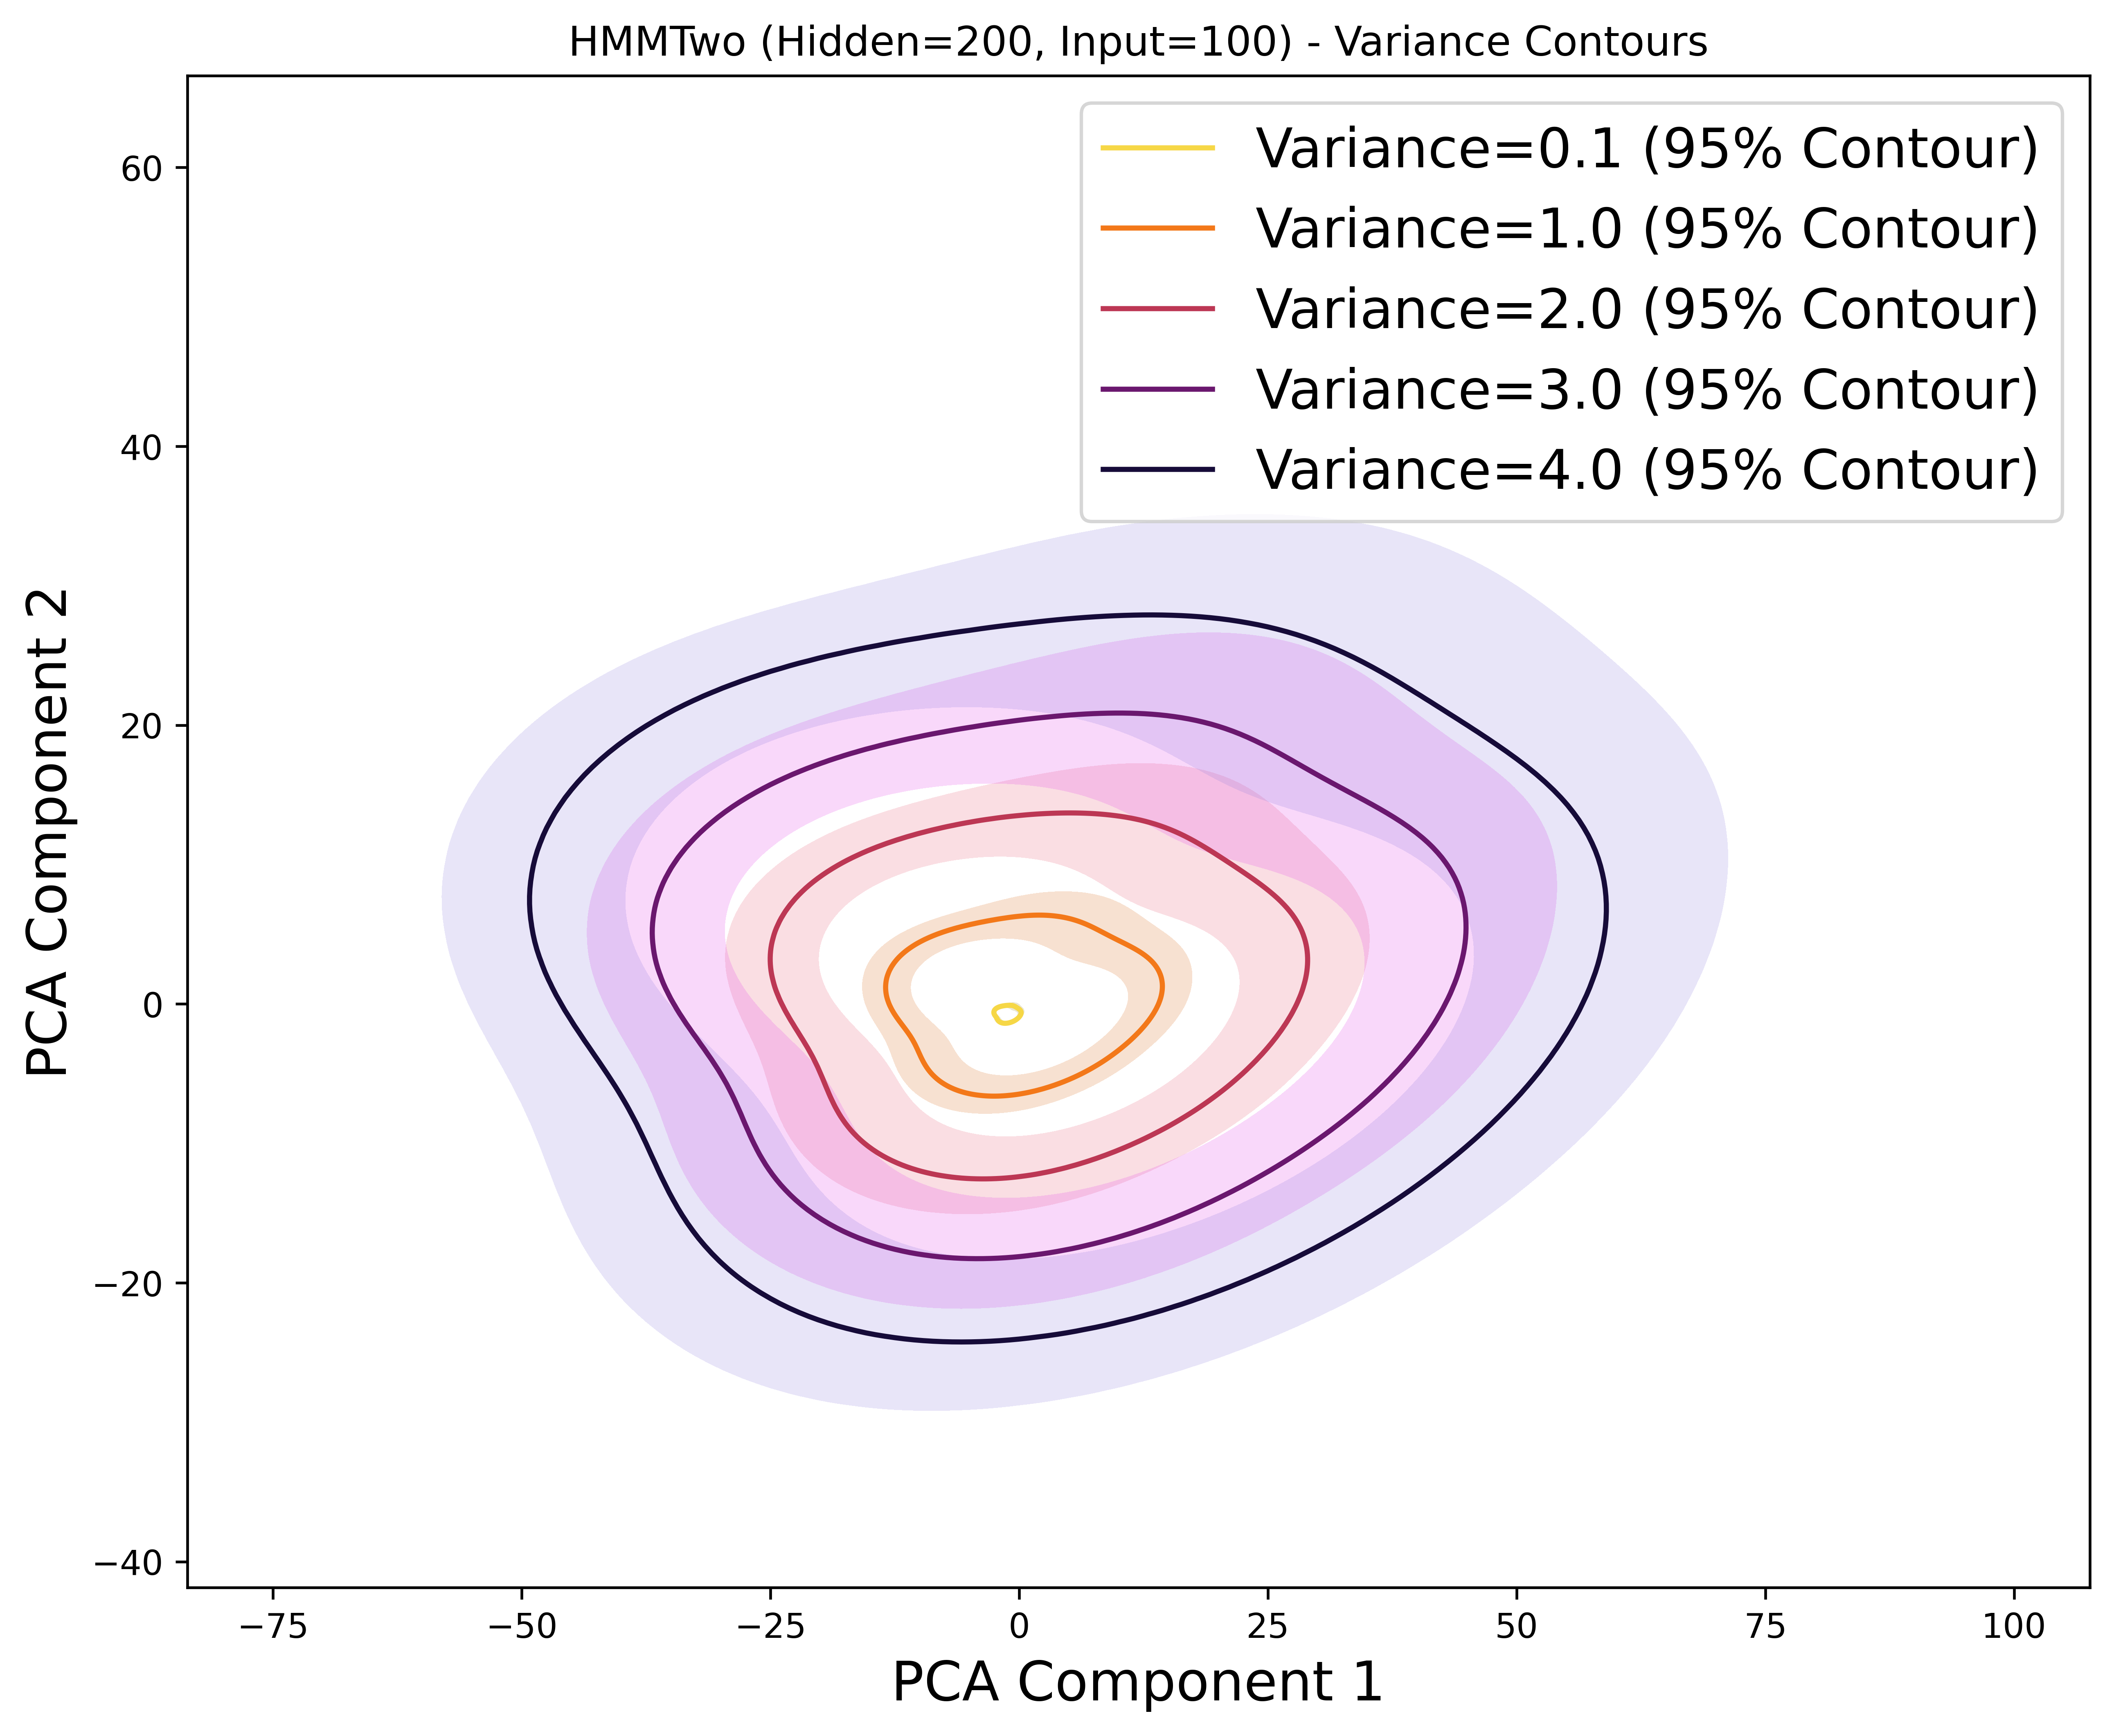 HMMTwo (Hidden=200, Input=100) - Variance Contours
Variance=0.1 (95% Contour)
Variance=1.0 (95% Contour)
Variance=2.0 (95% Contour)
Variance=3.0 (95% Contour)
Variance=4.0 (95% Contour)
PCA Component 2
60
40
20
0
−20
−40
−75 −50 −25 0 25 50 75 100
PCA Component 1